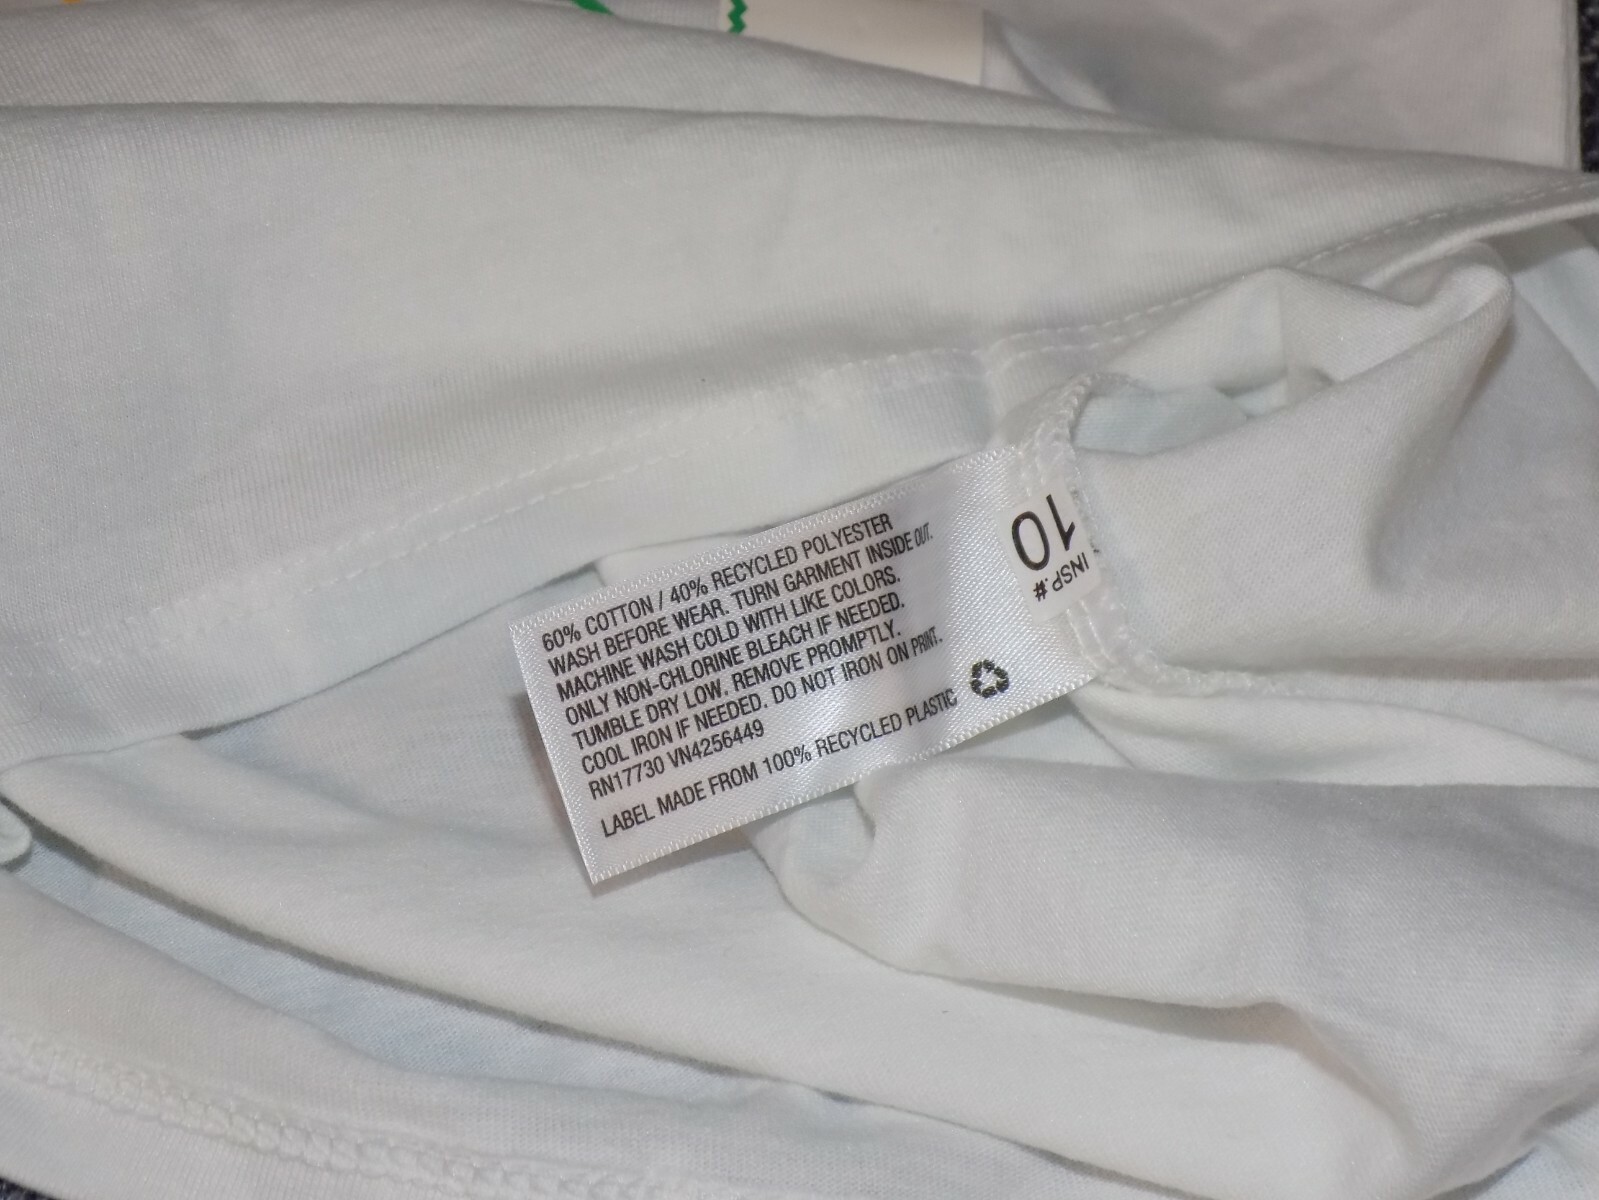 60% COTTON / 40% RECYCLED POLYESTER
WASH BEFORE WEAR. TURN GARMENT INSIDE OUT.
MACHINE WASH COLD WITH LIKE COLORS.
ONLY NON-CHLORINE BLEACH IF NEEDED.
TUMBLE DRY LOW. REMOVE PROMPTLY.
COOL IRON IF NEEDED. DO NOT IRON ON PRINT.
RN17730 VN4256449
LABEL MADE FROM 100% RECYCLED PLASTIC
INSP.#
10